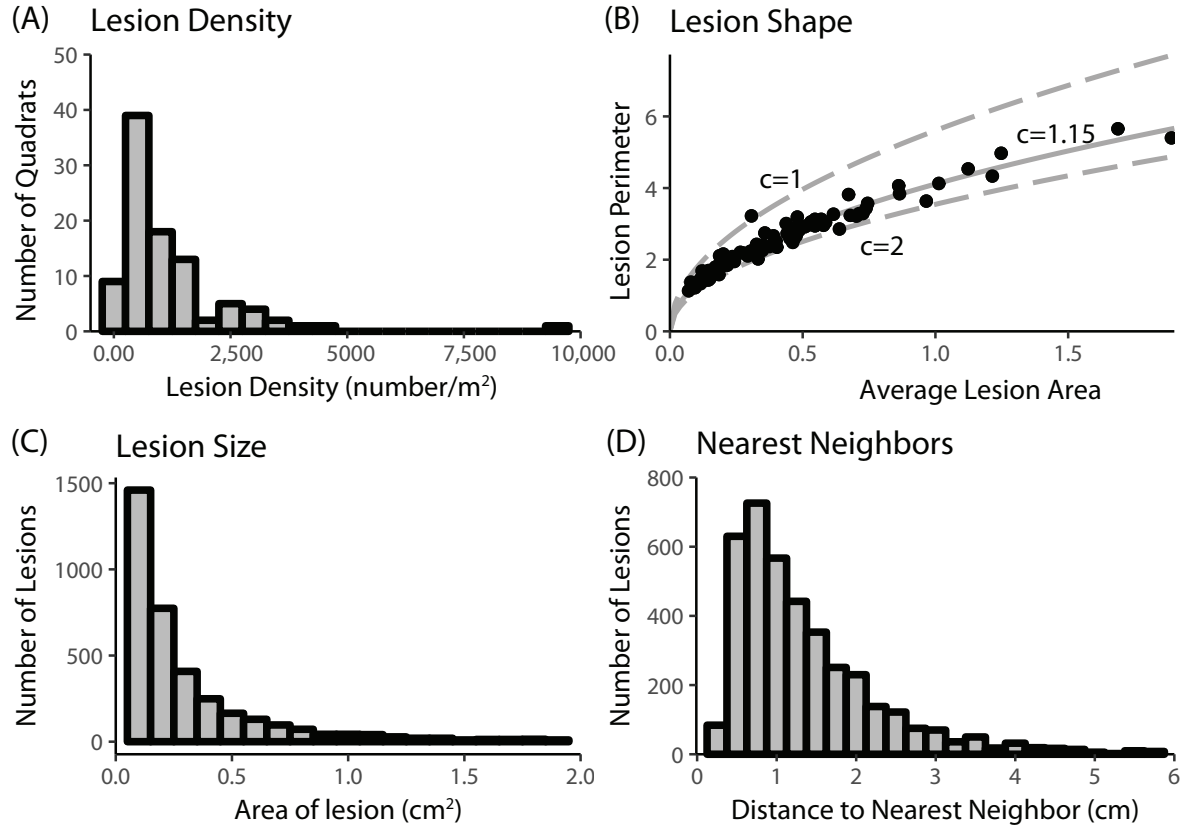 (A) Lesion Density
50
40
30
20
10
0
Number of Quadrats
0.00 2,500 5000 7,500 10,000
Lesion Density (number/m²)
(B) Lesion Shape
6
4
2
0
Lesion Perimeter
c=1
c=1.15
c=2
0.0 0.5 1.0 1.5
Average Lesion Area
(C) Lesion Size
1500
1000
500
0
Number of Lesions
0.0 0.5 1.0 1.5 2.0
Area of lesion (cm²)
(D) Nearest Neighbors
800
600
400
200
0
Number of Lesions
0 1 2 3 4 5 6
Distance to Nearest Neighbor (cm)